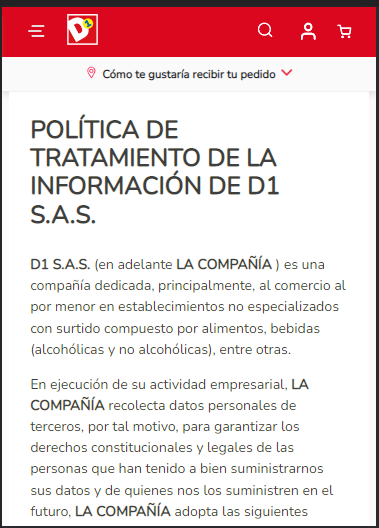 D1
Cómo te gustaría recibir tu pedido
POLÍTICA DE
TRATAMIENTO DE LA
INFORMACIÓN DE D1
S.A.S.
D1 S.A.S. (en adelante LA COMPAÑÍA ) es una
compañía dedicada, principalmente, al comercio al
por menor en establecimientos no especializados
con surtido compuesto por alimentos, bebidas
(alcohólicas y no alcohólicas), entre otras.
En ejecución de su actividad empresarial, LA
COMPAÑÍA recolecta datos personales de
terceros, por tal motivo, para garantizar los
derechos constitucionales y legales de las
personas que han tenido a bien suministrarnos
sus datos y de quienes nos los suministren en el
futuro, LA COMPAÑÍA adopta las siguientes